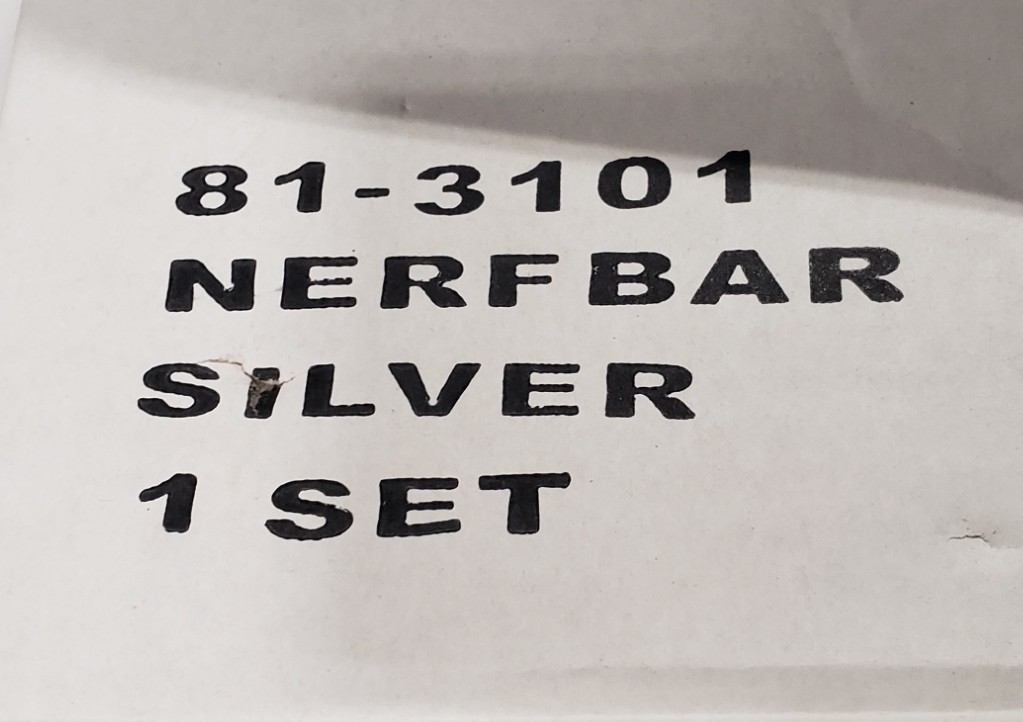 81-3101
NERFBAR
SILVER
1 SET